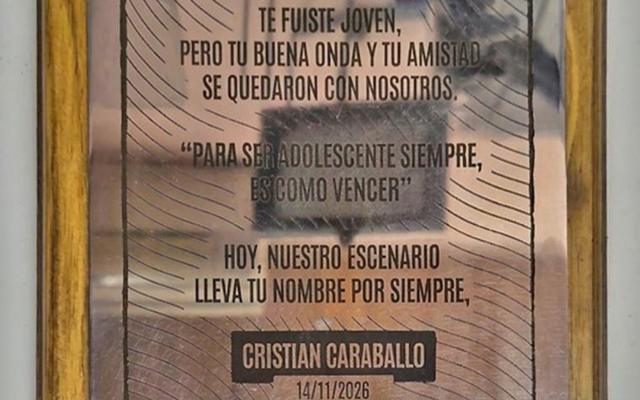 TE FUISTE JOVEN,
PERO TU BUENA ONDA Y TU AMISTAD
SE QUEDARON CON NOSOTROS.
“PARA SER ADOLESCENTE SIEMPRE,
ES COMO VENCER”
HOY, NUESTRO ESCENARIO
LLEVA TU NOMBRE POR SIEMPRE,
CRISTIAN CARABALLO
14/11/2026